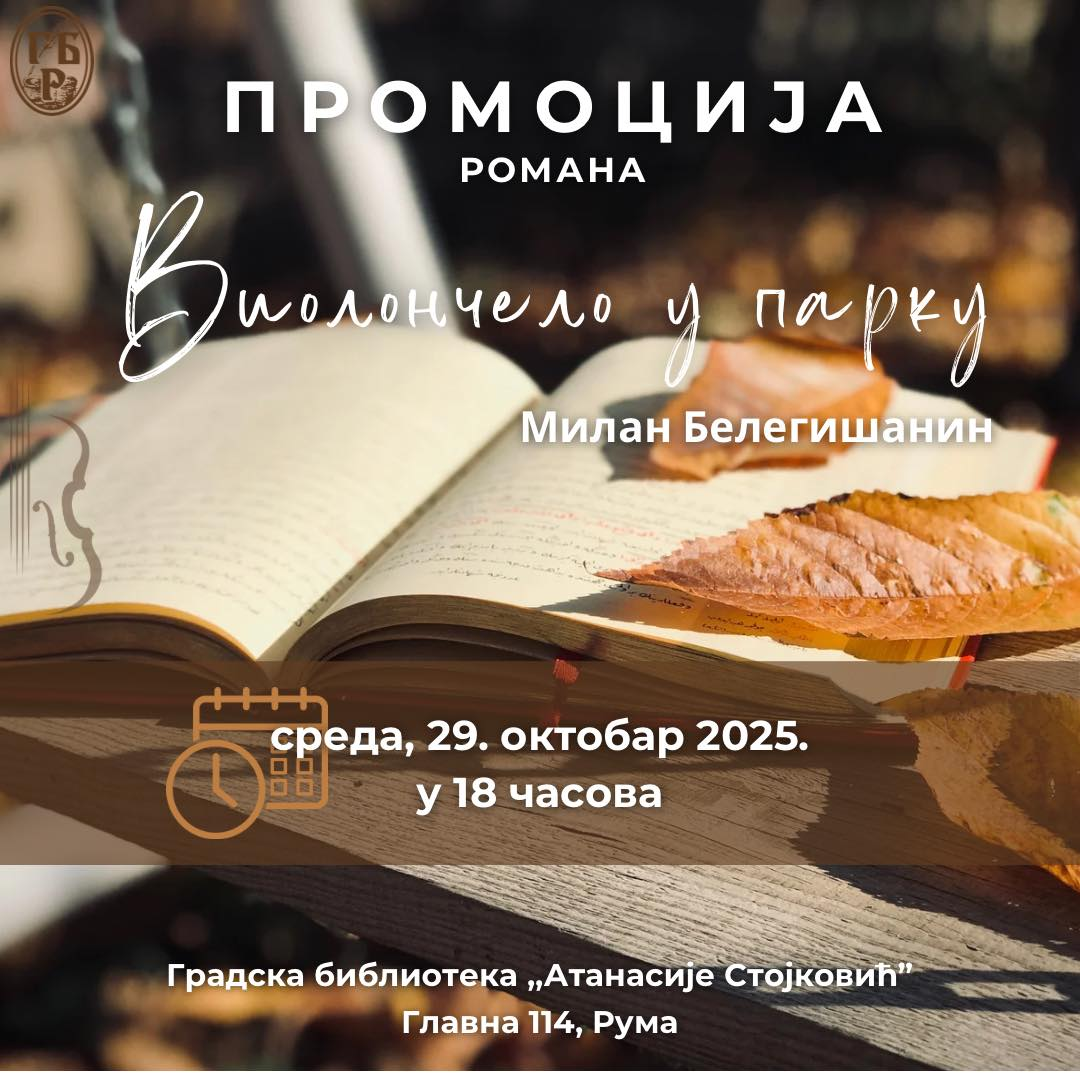 ГБ
Р
ПРОМОЦИЈА
РОМАНА
Виолончело у парку
Милан Белегишанин
среда, 29. октобар 2025.
у 18 часова
Градска библиотека „Атанасије Стојковић”
Главна 114, Рума